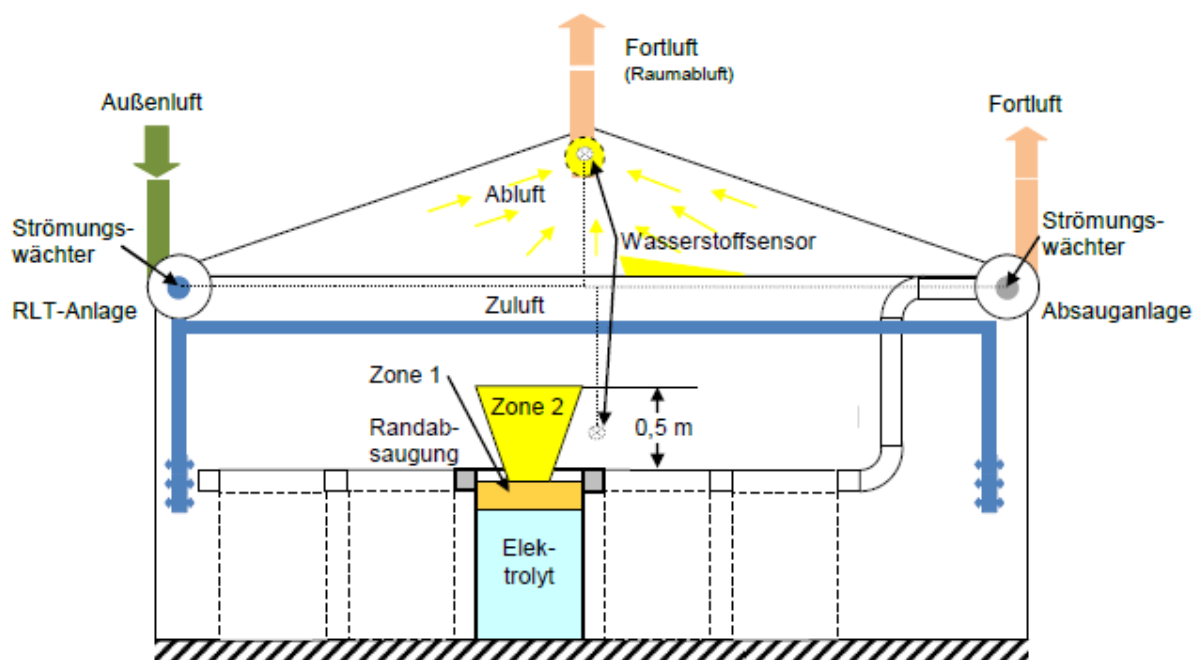 Fortluft
(Raumabluft)
Außenluft
Fortluft
Abluft
Strömungs-
wächter
Wasserstoffsensor
Strömungs-
wächter
RLT-Anlage
Zuluft
Absauganlage
Zone 1
Zone 2
Randab-
saugung
0,5 m
Elek-
trolyt